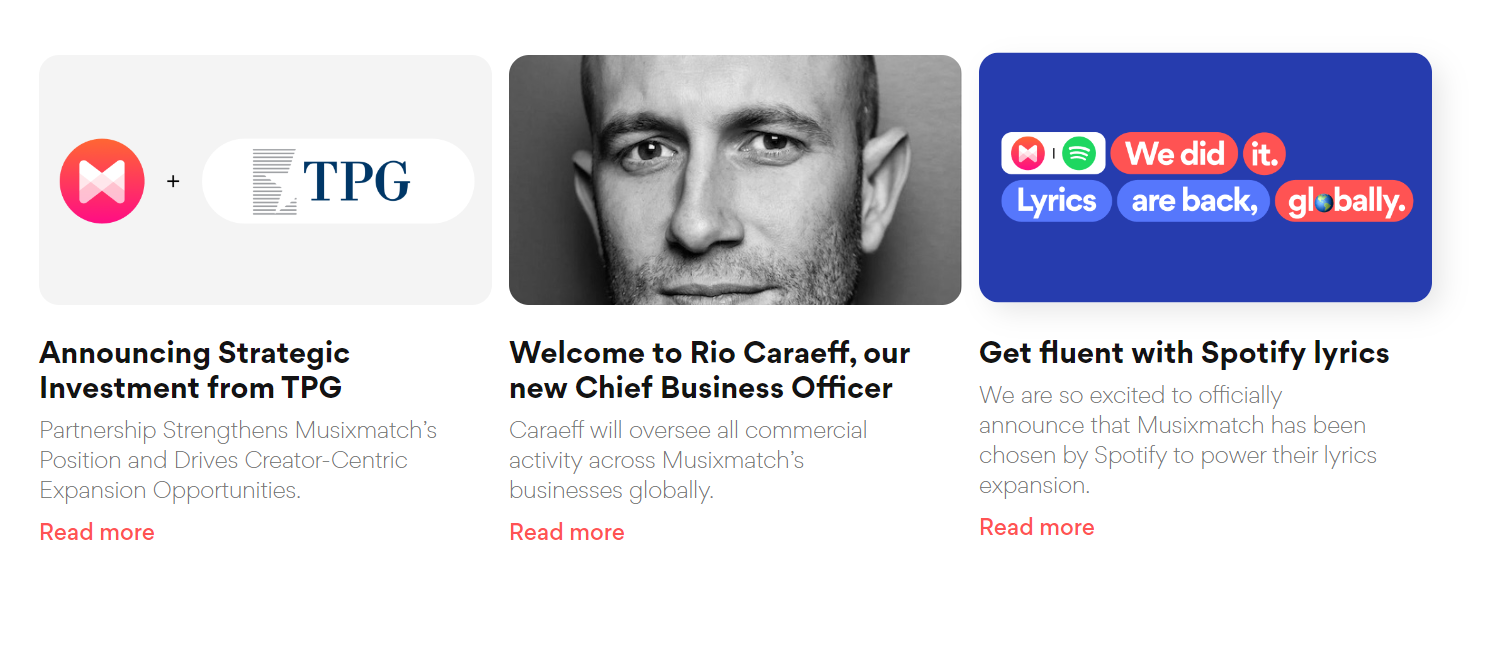 +
TPG
Announcing Strategic
Investment from TPG
Partnership Strengthens Musixmatch’s
Position and Drives Creator-Centric
Expansion Opportunities.
Read more
Welcome to Rio Caraeff, our
new Chief Business Officer
Caraeff will oversee all commercial
activity across Musixmatch’s
businesses globally.
Read more
We did it.
Lyrics are back, gl🌎bally.
Get fluent with Spotify lyrics
We are so excited to officially
announce that Musixmatch has been
chosen by Spotify to power their lyrics
expansion.
Read more